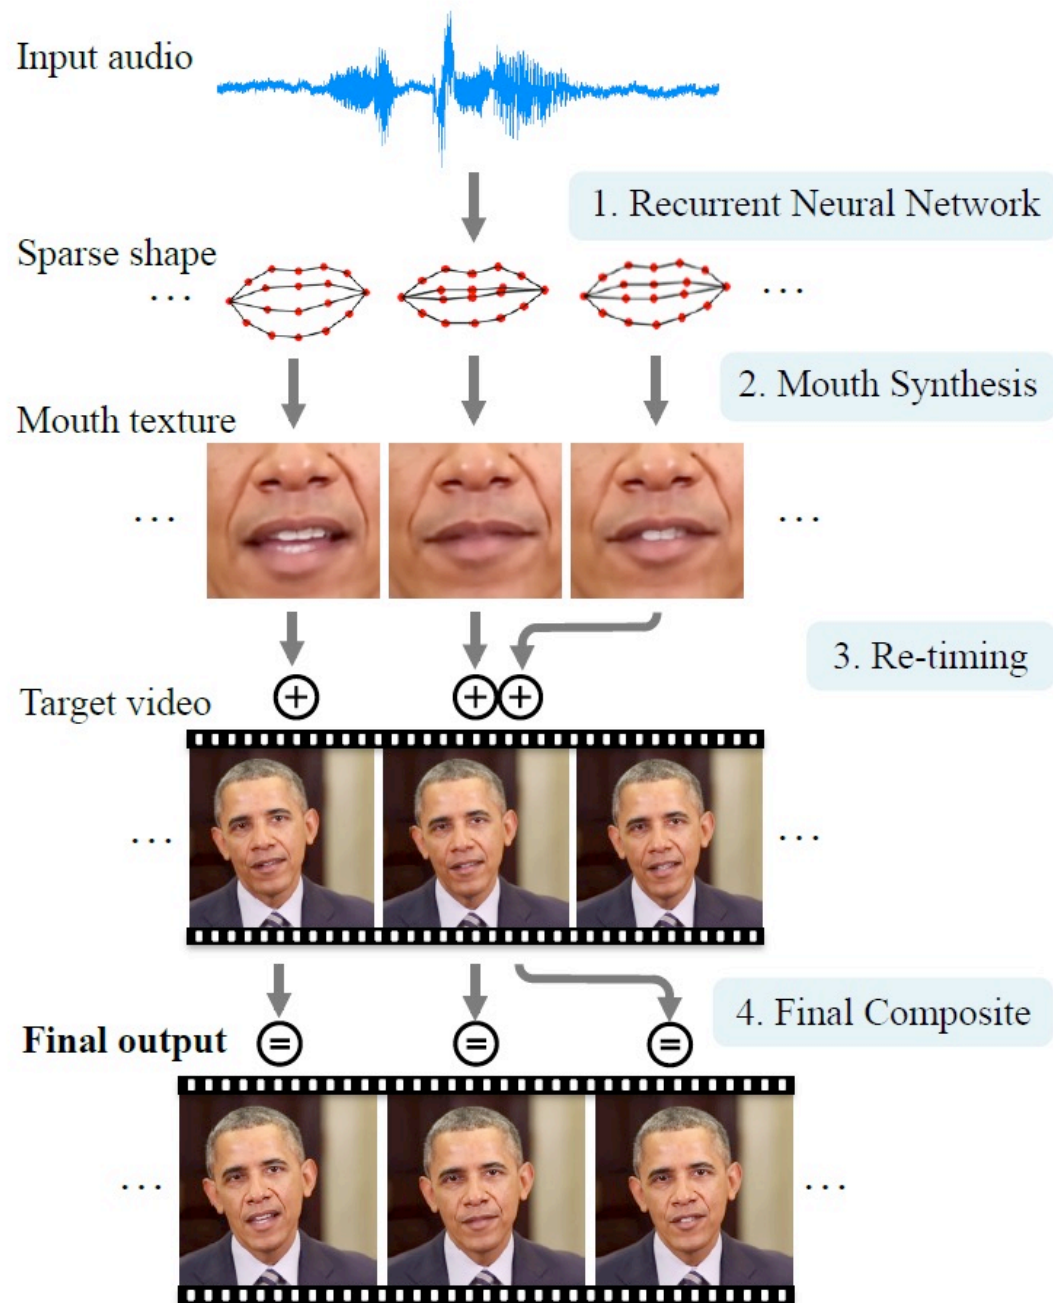 Input audio
1. Recurrent Neural Network
Sparse shape
... ...
2. Mouth Synthesis
Mouth texture
... ...
3. Re-timing
Target video
... ...
4. Final Composite
Final output
... ...